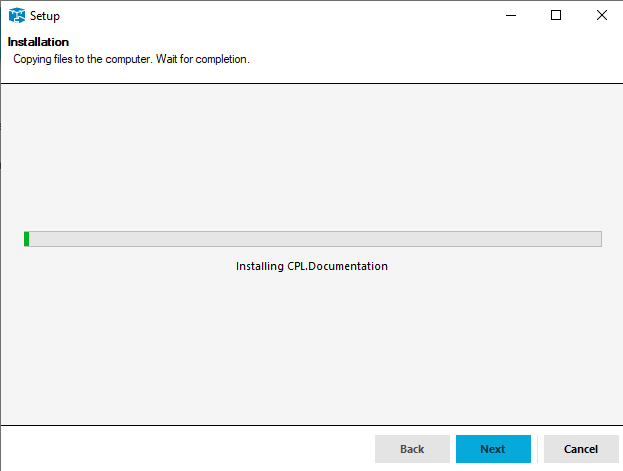 Setup
Installation
Copying files to the computer. Wait for completion.
Installing CPL.Documentation
Back Next Cancel